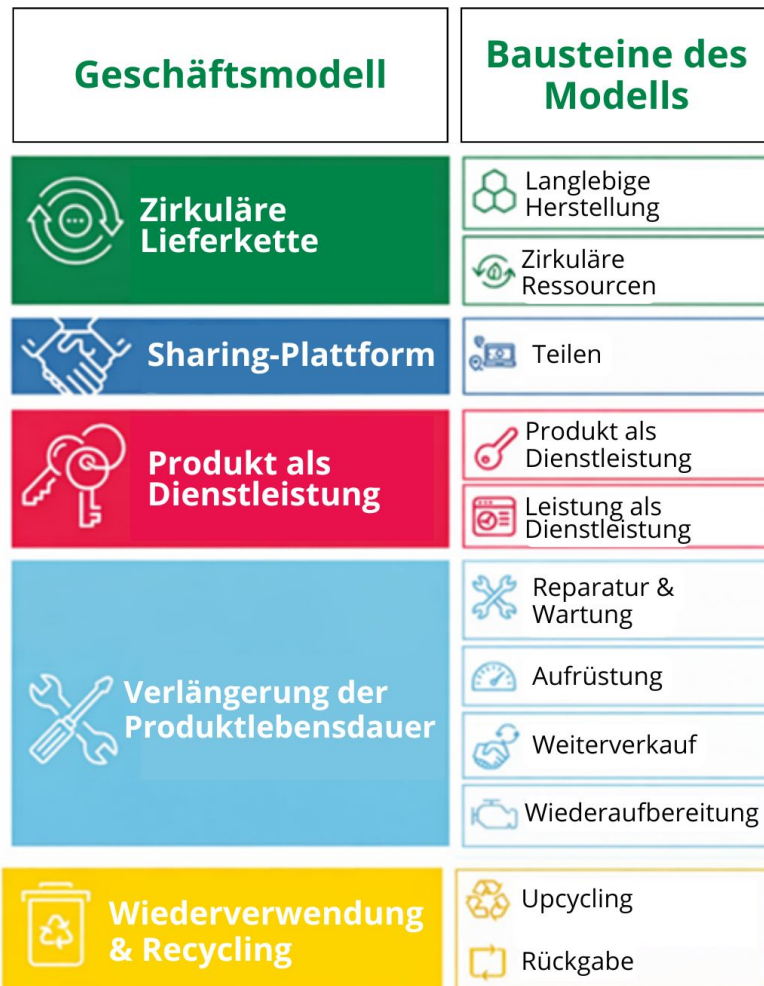 Geschäftsmodell
Bausteine des
Modells
Zirkuläre
Lieferkette
Langlebige
Herstellung
Zirkuläre
Ressourcen
Sharing-Plattform
Teilen
Produkt als
Dienstleistung
Produkt als
Dienstleistung
Leistung als
Dienstleistung
Verlängerung der
Produktlebensdauer
Reparatur &
Wartung
Aufrüstung
Weiterverkauf
Wiederaufbereitung
Wiederverwendung
& Recycling
Upcycling
Rückgabe